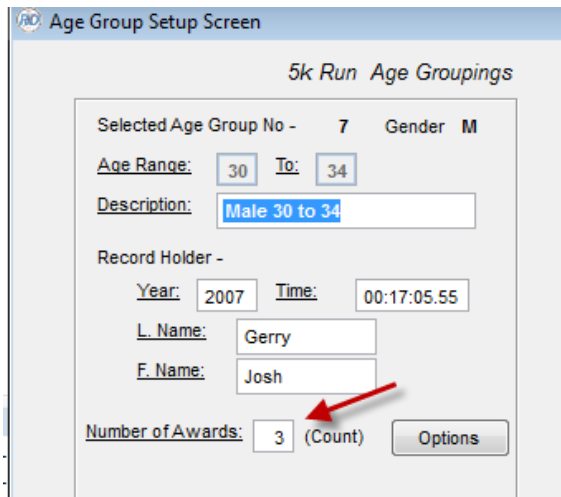 RD Age Group Setup Screen
5k Run Age Groupings
Selected Age Group No - 7 Gender M
Age Range: 30 To: 34
Description: Male 30 to 34
Record Holder -
Year: 2007 Time: 00:17:05.55
L. Name: Gerry
F. Name: Josh
Number of Awards: 3 (Count) Options